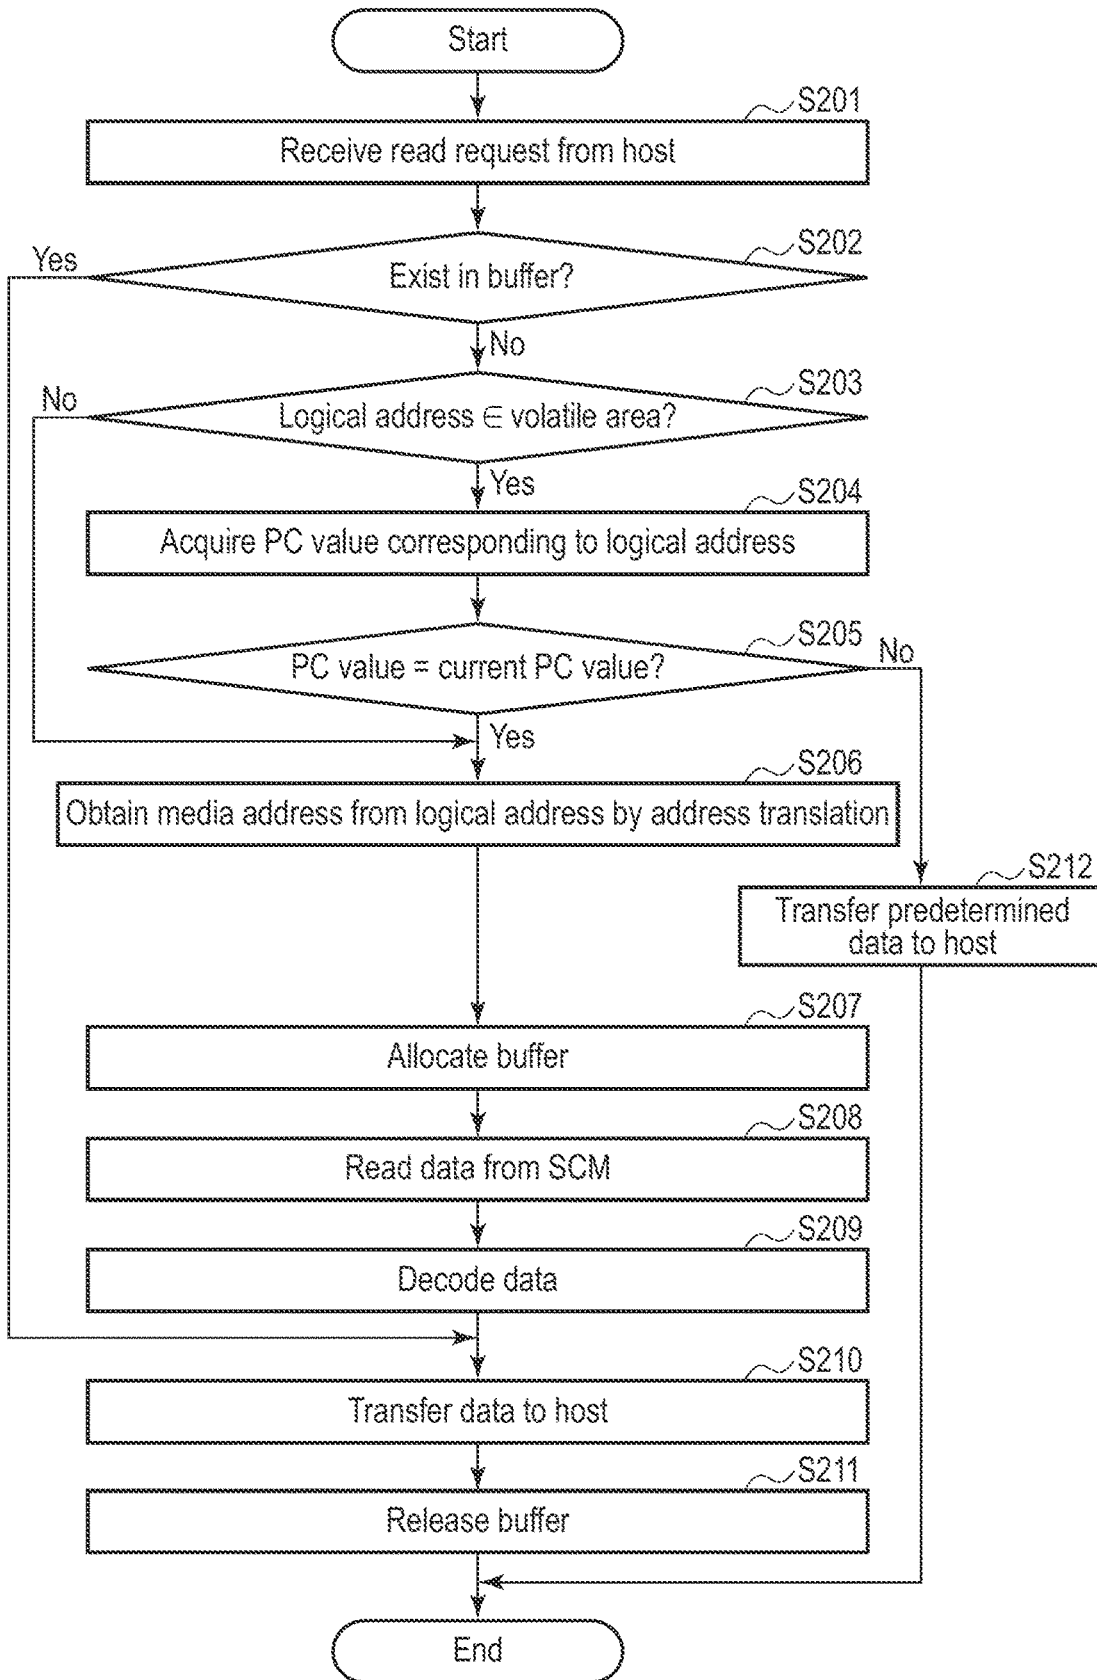 Start
S201
Receive read request from host
S202
Yes
Exist in buffer?
No
S203
No
Logical address ∈ volatile area?
Yes
S204
Acquire PC value corresponding to logical address
S205
No
PC value = current PC value?
Yes
S206
Obtain media address from logical address by address translation
S212
Transfer predetermined
data to host
S207
Allocate buffer
S208
Read data from SCM
S209
Decode data
S210
Transfer data to host
S211
Release buffer
End